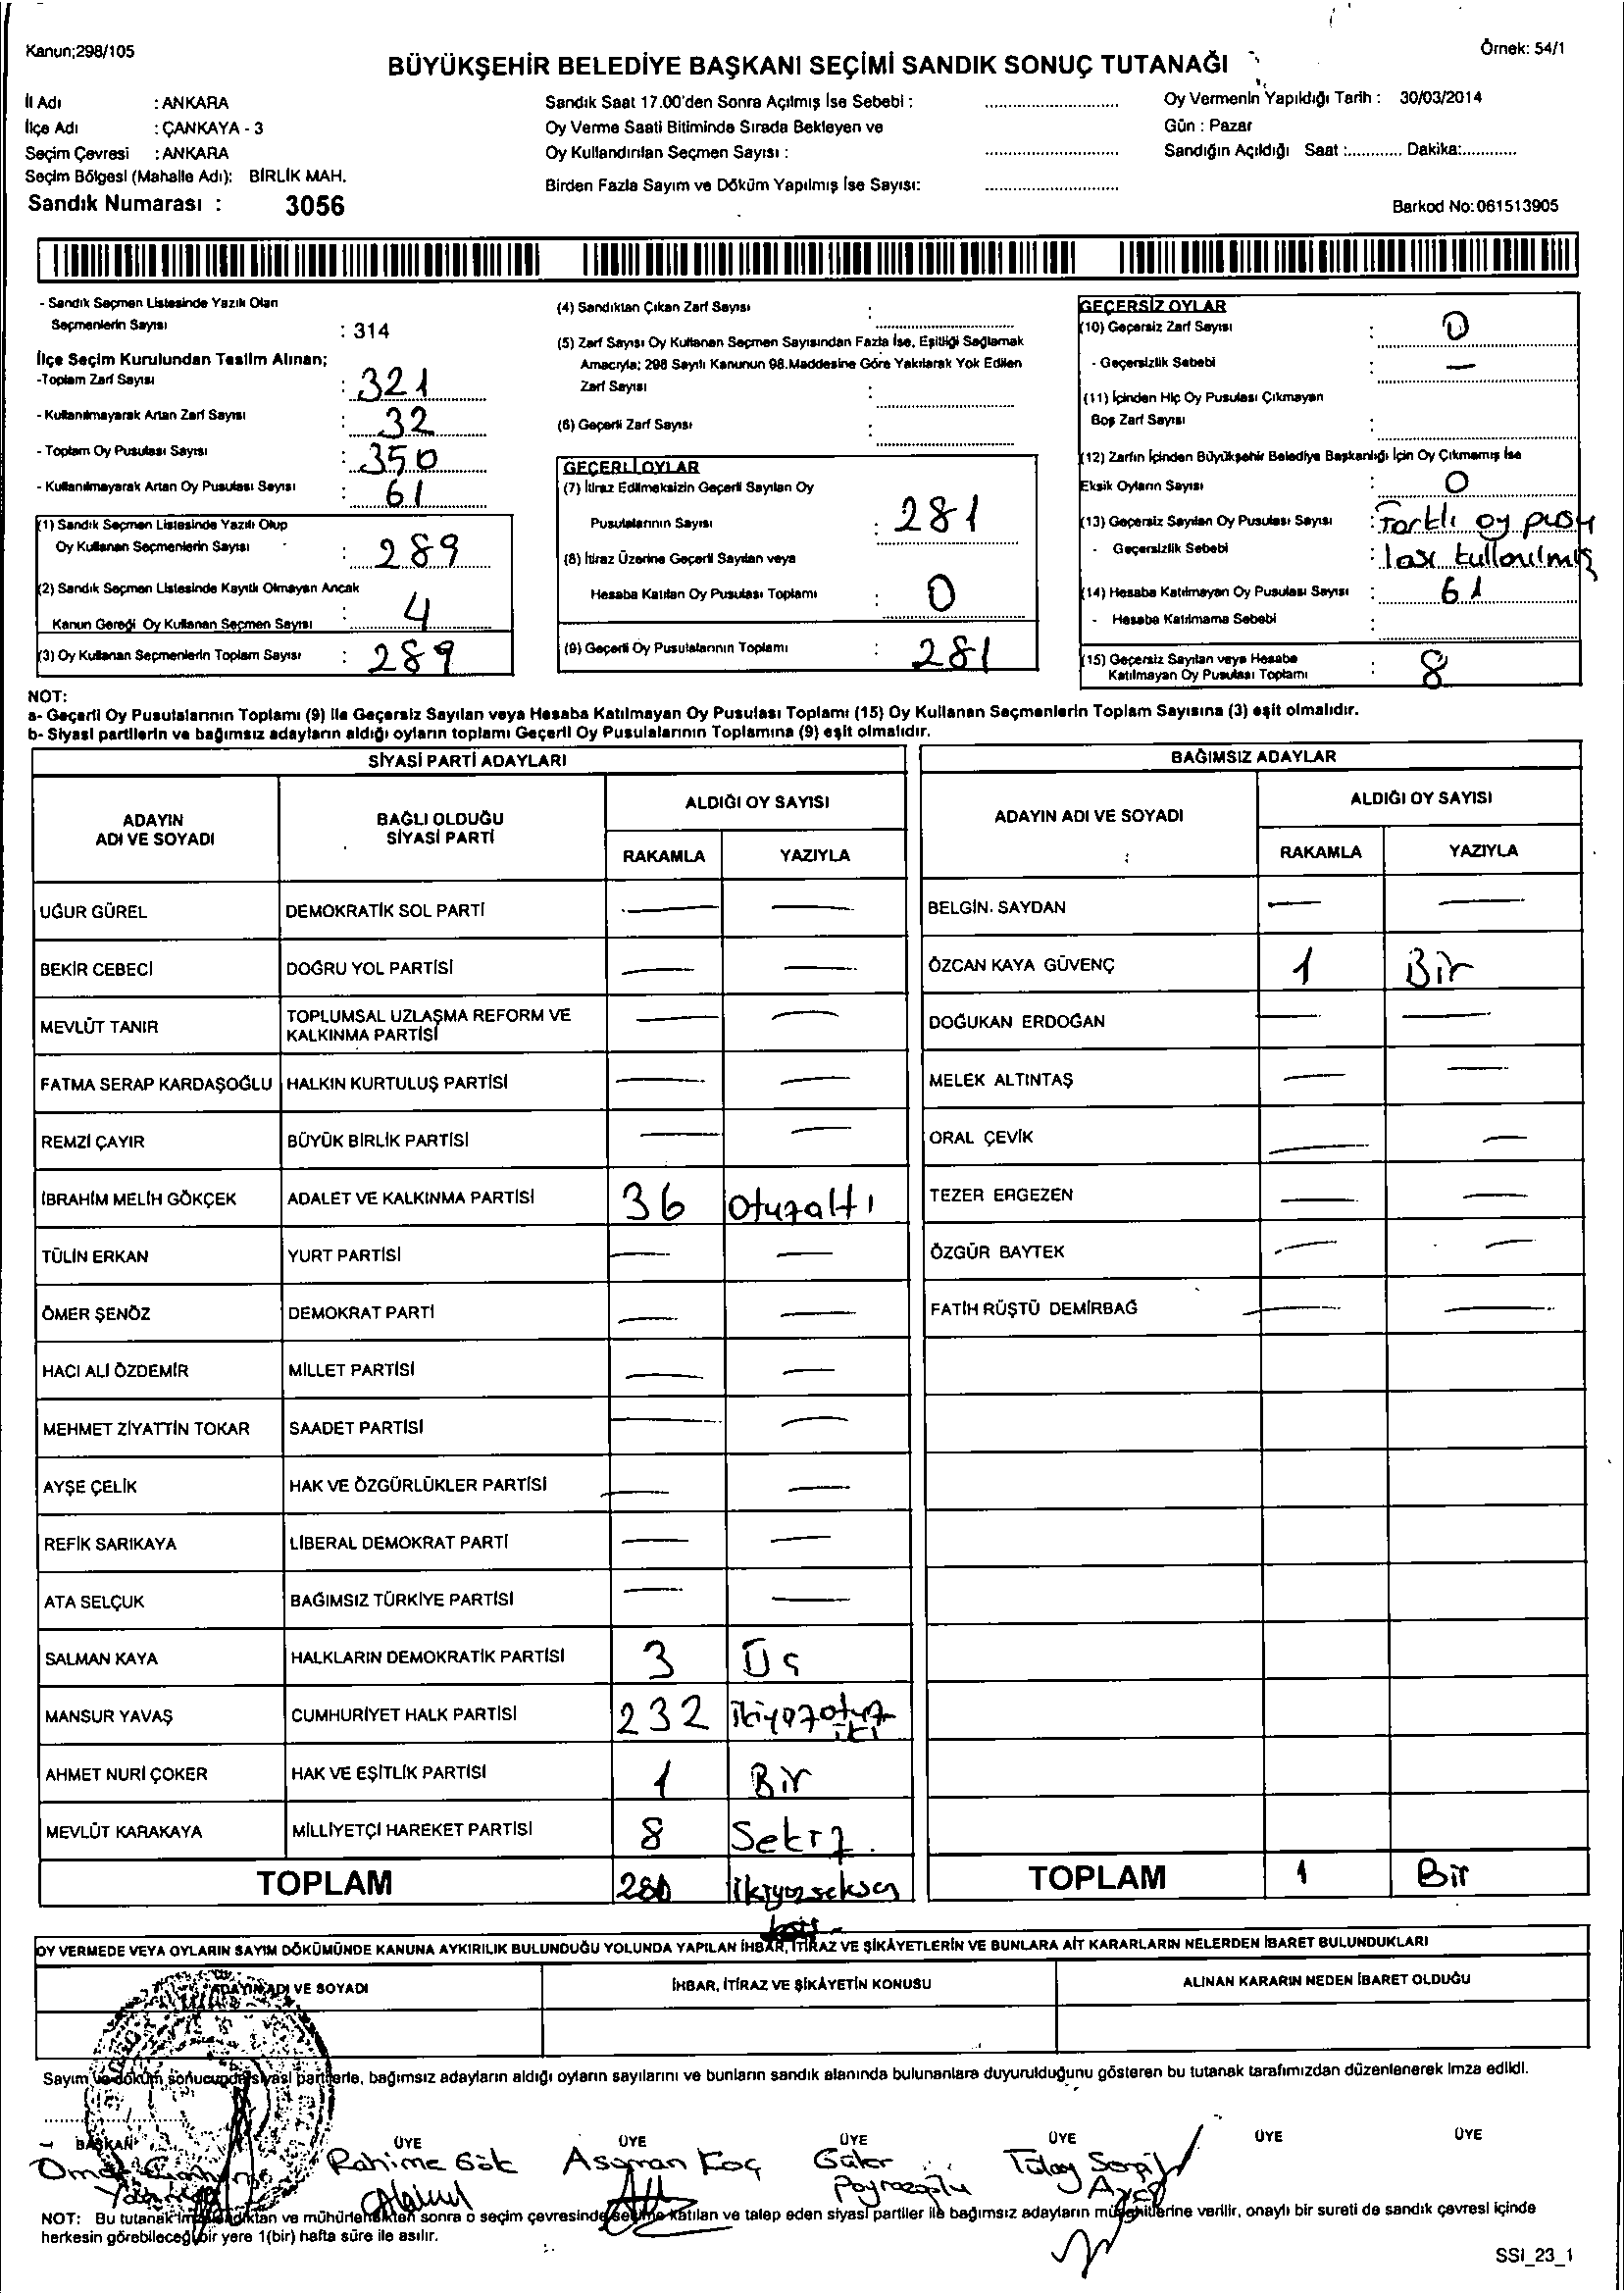 Kanun;298/105
Örnek: 54/1
BÜYÜKŞEHİR BELEDİYE BAŞKANI SEÇİMİ SANDIK SONUÇ TUTANAĞI
İl Adı : ANKARA
İlçe Adı : ÇANKAYA - 3
Seçim Çevresi : ANKARA
Seçim Bölgesi (Mahalle Adı): BİRLİK MAH.
Sandık Numarası : 3056
Sandık Saat 17.00'den Sonra Açılmış İse Sebebi :
Oy Verme Saati Bitiminde Sırada Bekleyen ve
Oy Kullandırılan Seçmen Sayısı :
Birden Fazla Sayım ve Döküm Yapılmış İse Sayısı:
Oy Vermenin Yapıldığı Tarih : 30/03/2014
Gün : Pazar
Sandığın Açıldığı Saat :............ Dakika:............
Barkod No:061513905
- Sandık Seçmen Listesinde Yazılı Olan
Seçmenlerin Sayısı : 314
İlçe Seçim Kurulundan Teslim Alınan;
-Toplam Zarf Sayısı : 321
- Kullanılmayarak Artan Zarf Sayısı : 32
- Toplam Oy Pusulası Sayısı : 350
- Kullanılmayarak Artan Oy Pusulası Sayısı : 61
(1) Sandık Seçmen Listesinde Yazılı Olup
Oy Kullanan Seçmenlerin Sayısı : 289
(2) Sandık Seçmen Listesinde Kayıtlı Olmayan Ancak
Kanun Gereği Oy Kullanan Seçmen Sayısı : 4
(3) Oy Kullanan Seçmenlerin Toplam Sayısı : 289
(4) Sandıktan Çıkan Zarf Sayısı :
(5) Zarf Sayısı Oy Kullanan Seçmen Sayısından Fazla İse, Eşitliği Sağlamak
Amacıyla; 298 Sayılı Kanunun 98.Maddesine Göre Yakılarak Yok Edilen
Zarf Sayısı :
(6) Geçerli Zarf Sayısı :
GEÇERLİ OYLAR
(7) İtiraz Edilmeksizin Geçerli Sayılan Oy
Pusulalarının Sayısı : 281
(8) İtiraz Üzerine Geçerli Sayılan veya
Hesaba Katılan Oy Pusulası Toplamı : 0
(9) Geçerli Oy Pusulalarının Toplamı : 281
GEÇERSİZ OYLAR
(10) Geçersiz Zarf Sayısı : 0
- Geçersizlik Sebebi : —
(11) İçinden Hiç Oy Pusulası Çıkmayan
Boş Zarf Sayısı :
(12) Zarfın İçinden Büyükşehir Belediye Başkanlığı İçin Oy Çıkmamış İse
Eksik Oyların Sayısı : 0
(13) Geçersiz Sayılan Oy Pusulası Sayısı : Farklı oy pusu
- Geçersizlik Sebebi : lası kullanılmış
(14) Hesaba Katılmayan Oy Pusulası Sayısı : 61
- Hesaba Katılmama Sebebi :
(15) Geçersiz Sayılan veya Hesaba
Katılmayan Oy Pusulası Toplamı : 8
NOT:
a- Geçerli Oy Pusulalarının Toplamı (9) ile Geçersiz Sayılan veya Hesaba Katılmayan Oy Pusulası Toplamı (15) Oy Kullanan Seçmenlerin Toplam Sayısına (3) eşit olmalıdır.
b- Siyasi partilerin ve bağımsız adayların aldığı oyların toplamı Geçerli Oy Pusulalarının Toplamına (9) eşit olmalıdır.
SİYASİ PARTİ ADAYLARI
ADAYIN ADI VE SOYADI BAĞLI OLDUĞU SİYASİ PARTİ ALDIĞI OY SAYISI
RAKAMLA YAZIYLA
UĞUR GÜREL DEMOKRATİK SOL PARTİ — —
BEKİR CEBECİ DOĞRU YOL PARTİSİ — —
MEVLÜT TANIR TOPLUMSAL UZLAŞMA REFORM VE KALKINMA PARTİSİ — —
FATMA SERAP KARDAŞOĞLU HALKIN KURTULUŞ PARTİSİ — —
REMZİ ÇAYIR BÜYÜK BİRLİK PARTİSİ — —
İBRAHİM MELİH GÖKÇEK ADALET VE KALKINMA PARTİSİ 36 Otuzaltı
TÜLİN ERKAN YURT PARTİSİ — —
ÖMER ŞENÖZ DEMOKRAT PARTİ — —
HACI ALİ ÖZDEMİR MİLLET PARTİSİ — —
MEHMET ZİYATTİN TOKAR SAADET PARTİSİ — —
AYŞE ÇELİK HAK VE ÖZGÜRLÜKLER PARTİSİ — —
REFİK SARIKAYA LİBERAL DEMOKRAT PARTİ — —
ATA SELÇUK BAĞIMSIZ TÜRKİYE PARTİSİ — —
SALMAN KAYA HALKLARIN DEMOKRATİK PARTİSİ 3 Üç
MANSUR YAVAŞ CUMHURİYET HALK PARTİSİ 232 ikiyüzotuz iki
AHMET NURİ ÇOKER HAK VE EŞİTLİK PARTİSİ 1 Bir
MEVLÜT KARAKAYA MİLLİYETÇİ HAREKET PARTİSİ 8 Sekiz.
TOPLAM 280 ikiyüzseksen
BAĞIMSIZ ADAYLAR
ADAYIN ADI VE SOYADI ALDIĞI OY SAYISI
RAKAMLA YAZIYLA
BELGİN. SAYDAN — —
ÖZCAN KAYA GÜVENÇ 1 Bir
DOĞUKAN ERDOĞAN — —
MELEK ALTINTAŞ — —
ORAL ÇEVİK — —
TEZER ERGEZEN — —
ÖZGÜR BAYTEK — —
FATİH RÜŞTÜ DEMİRBAĞ — —
TOPLAM 1 Bir
OY VERMEDE VEYA OYLARIN SAYIM DÖKÜMÜNDE KANUNA AYKIRILIK BULUNDUĞU YOLUNDA YAPILAN İHBAR, İTİRAZ VE ŞİKÂYETLERİN VE BUNLARA AİT KARARLARIN NELERDEN İBARET BULUNDUKLARI
ADAYIN ADI VE SOYADI İHBAR, İTİRAZ VE ŞİKÂYETİN KONUSU ALINAN KARARIN NEDEN İBARET OLDUĞU
Sayım ve döküm sonucunda siyasi partilerle, bağımsız adayların aldığı oyların sayılarını ve bunların sandık alanında bulunanlara duyurulduğunu gösteren bu tutanak tarafımızdan düzenlenerek imza edildi.
BAŞKAN ÜYE ÜYE ÜYE ÜYE ÜYE ÜYE
Rahime Gök Asuman Koç Güler Poyrazoğlu Tülay Serpil
NOT: Bu tutanak imzalandıktan ve mühürlendikten sonra o seçim çevresinde seçime katılan ve talep eden siyasi partiler ile bağımsız adayların müşahitlerine verilir, onaylı bir sureti de sandık çevresi içinde
herkesin görebileceği bir yere 1(bir) hafta süre ile asılır.
SSI_23_1